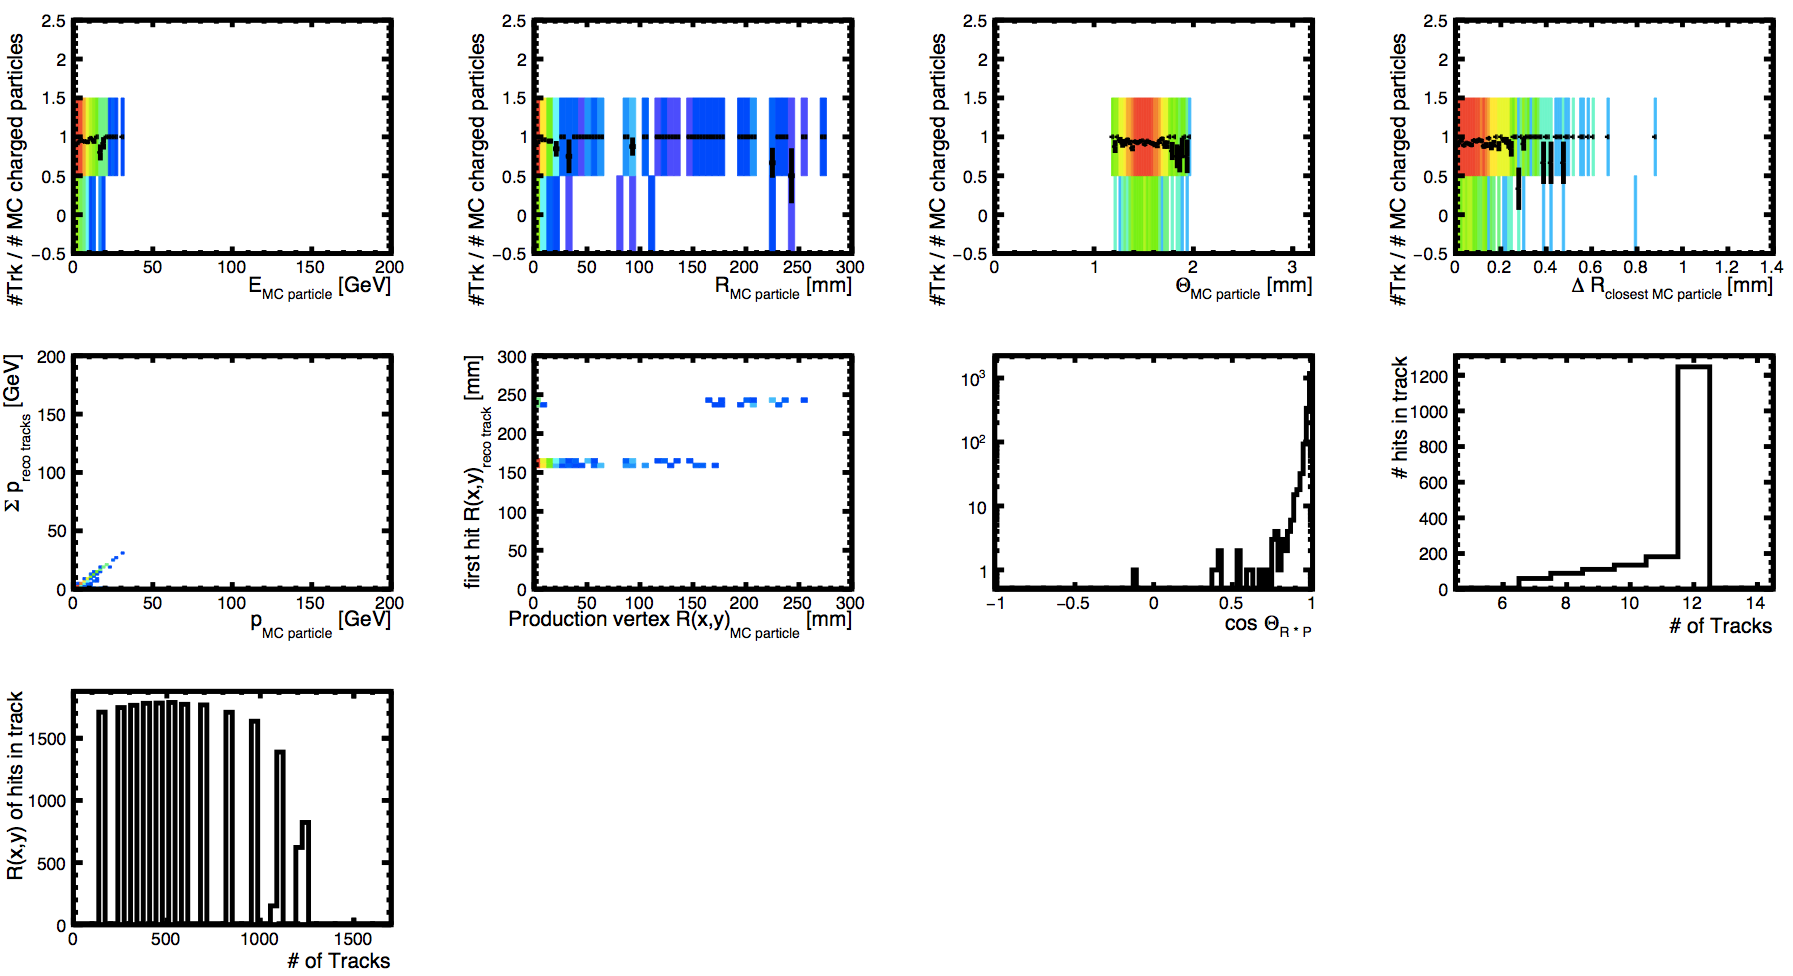 #Trk / # MC charged particles
2.5
2
1.5
1
0.5
0
−0.5
0 50 100 150 200
E MC particle [GeV]
#Trk / # MC charged particles
2.5
2
1.5
1
0.5
0
−0.5
0 50 100 150 200 250 300
R MC particle [mm]
#Trk / # MC charged particles
2.5
2
1.5
1
0.5
0
−0.5
0 1 2 3
Θ MC particle [mm]
#Trk / # MC charged particles
2.5
2
1.5
1
0.5
0
−0.5
0 0.2 0.4 0.6 0.8 1 1.2 1.4
Δ R closest MC particle [mm]
Σ p reco tracks [GeV]
200
150
100
50
0
0 50 100 150 200
p MC particle [GeV]
first hit R(x,y) reco track [mm]
300
250
200
150
100
50
0
0 50 100 150 200 250 300
Production vertex R(x,y) MC particle [mm]
10³
10²
10
1
−1 −0.5 0 0.5 1
cos Θ R * P
# hits in track
1200
1000
800
600
400
200
0
6 8 10 12 14
# of Tracks
R(x,y) of hits in track
1500
1000
500
0
0 500 1000 1500
# of Tracks